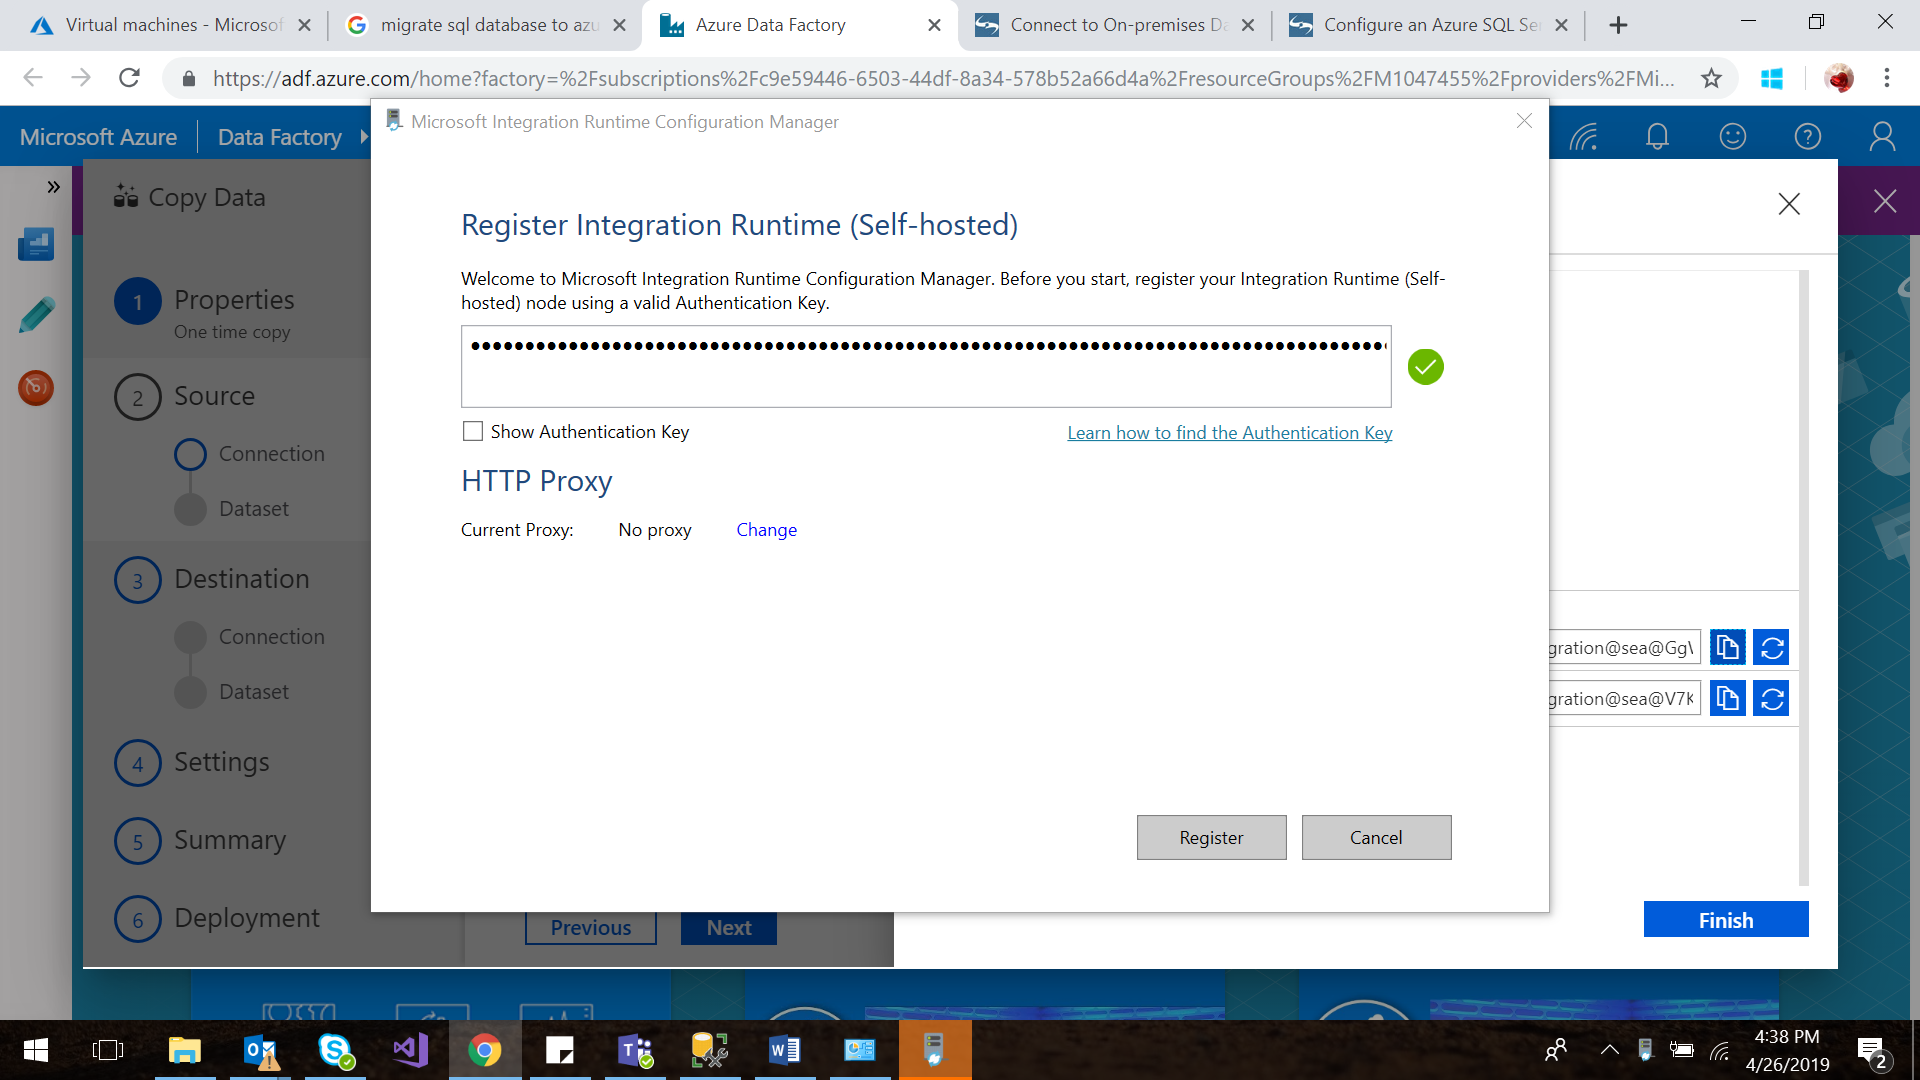 Virtual machines - Microsof
migrate sql database to azu
Azure Data Factory
Connect to On-premises Da
Configure an Azure SQL Ser
https://adf.azure.com/home?factory=%2Fsubscriptions%2Fc9e59446-6503-44df-8a34-578b52a66d4a%2FresourceGroups%2FM1047455%2Fproviders%2FMi...
Microsoft Azure
Data Factory
Microsoft Integration Runtime Configuration Manager
Copy Data
1 Properties
One time copy
2 Source
Connection
Dataset
3 Destination
Connection
Dataset
4 Settings
5 Summary
6 Deployment
Register Integration Runtime (Self-hosted)
Welcome to Microsoft Integration Runtime Configuration Manager. Before you start, register your Integration Runtime (Self-
hosted) node using a valid Authentication Key.
Show Authentication Key
Learn how to find the Authentication Key
HTTP Proxy
Current Proxy: No proxy Change
Register
Cancel
gration@sea@GgV
gration@sea@V7K
Previous
Next
Finish
4:38 PM
4/26/2019
2